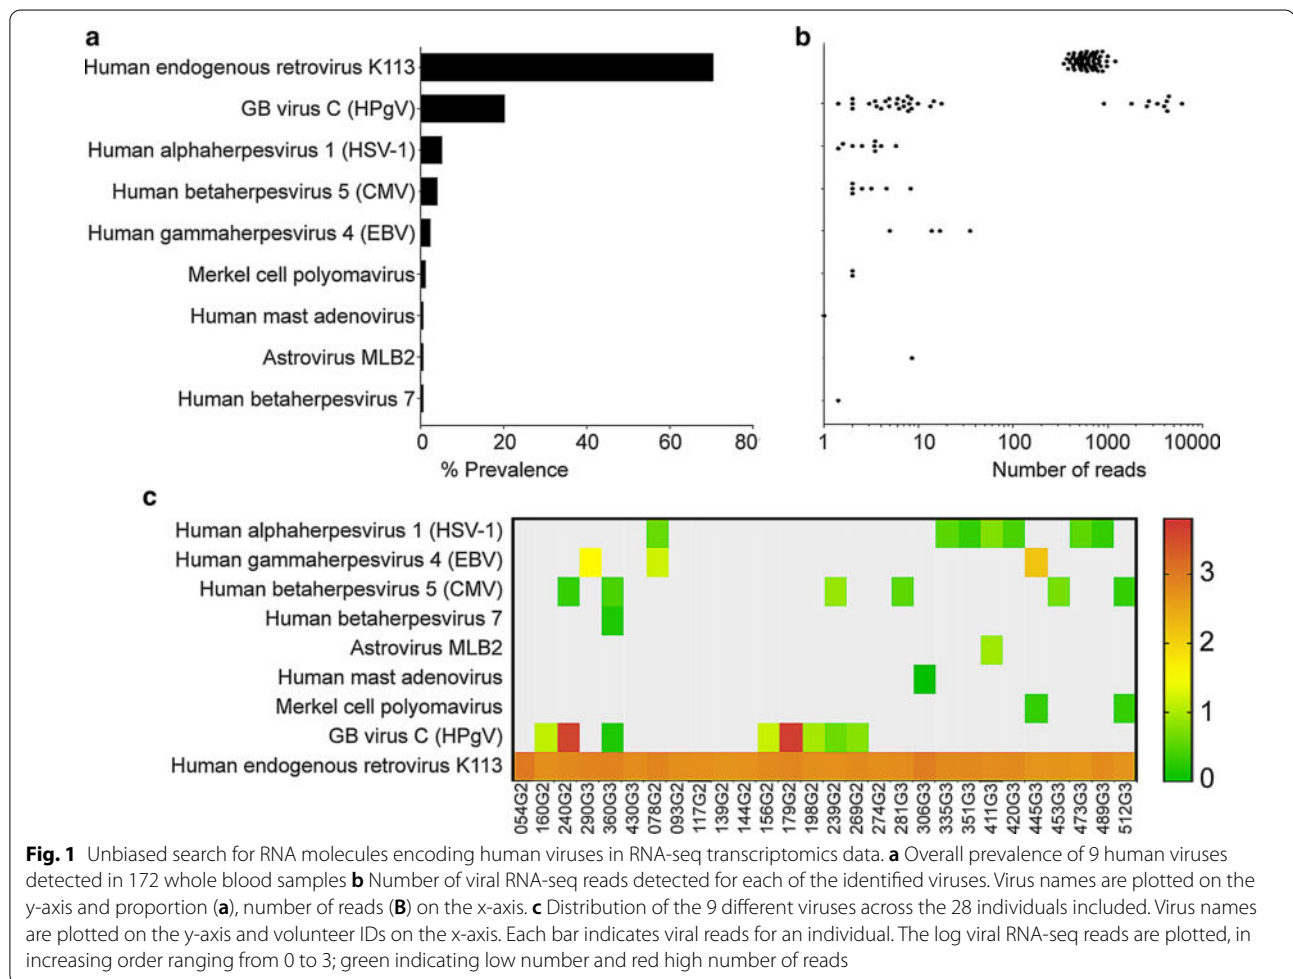 a
Human endogenous retrovirus K113
GB virus C (HPgV)
Human alphaherpesvirus 1 (HSV-1)
Human betaherpesvirus 5 (CMV)
Human gammaherpesvirus 4 (EBV)
Merkel cell polyomavirus
Human mast adenovirus
Astrovirus MLB2
Human betaherpesvirus 7
0 20 40 60 80
% Prevalence
b
1 10 100 1000 10000
Number of reads
c
Human alphaherpesvirus 1 (HSV-1)
Human gammaherpesvirus 4 (EBV)
Human betaherpesvirus 5 (CMV)
Human betaherpesvirus 7
Astrovirus MLB2
Human mast adenovirus
Merkel cell polyomavirus
GB virus C (HPgV)
Human endogenous retrovirus K113
054G2 160G2 240G2 290G3 360G3 430G3 078G2 093G2 117G2 139G2 144G2 156G2 179G2 198G2 239G2 269G2 274G2 281G3 306G3 335G3 351G3 411G3 420G3 445G3 453G3 473G3 489G3 512G3
3
2
1
0
Fig. 1 Unbiased search for RNA molecules encoding human viruses in RNA-seq transcriptomics data. a Overall prevalence of 9 human viruses
detected in 172 whole blood samples b Number of viral RNA-seq reads detected for each of the identified viruses. Virus names are plotted on the
y-axis and proportion (a), number of reads (B) on the x-axis. c Distribution of the 9 different viruses across the 28 individuals included. Virus names
are plotted on the y-axis and volunteer IDs on the x-axis. Each bar indicates viral reads for an individual. The log viral RNA-seq reads are plotted, in
increasing order ranging from 0 to 3; green indicating low number and red high number of reads